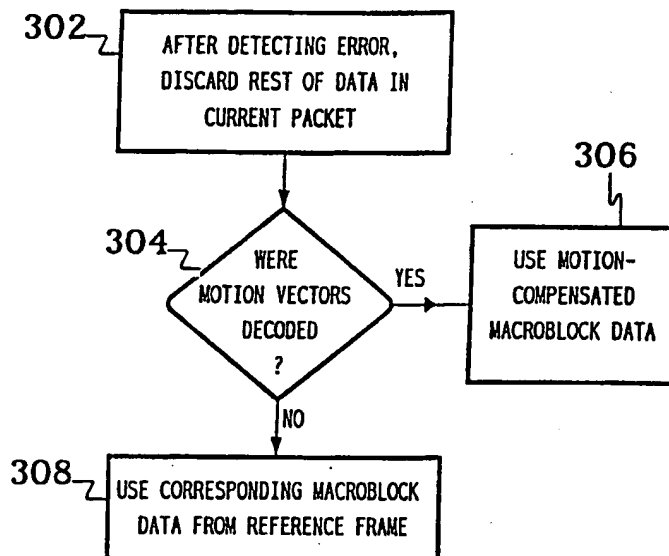 302
AFTER DETECTING ERROR,
DISCARD REST OF DATA IN
CURRENT PACKET
306
304
WERE
MOTION VECTORS
DECODED
?
YES
USE MOTION-
COMPENSATED
MACROBLOCK DATA
NO
308
USE CORRESPONDING MACROBLOCK
DATA FROM REFERENCE FRAME